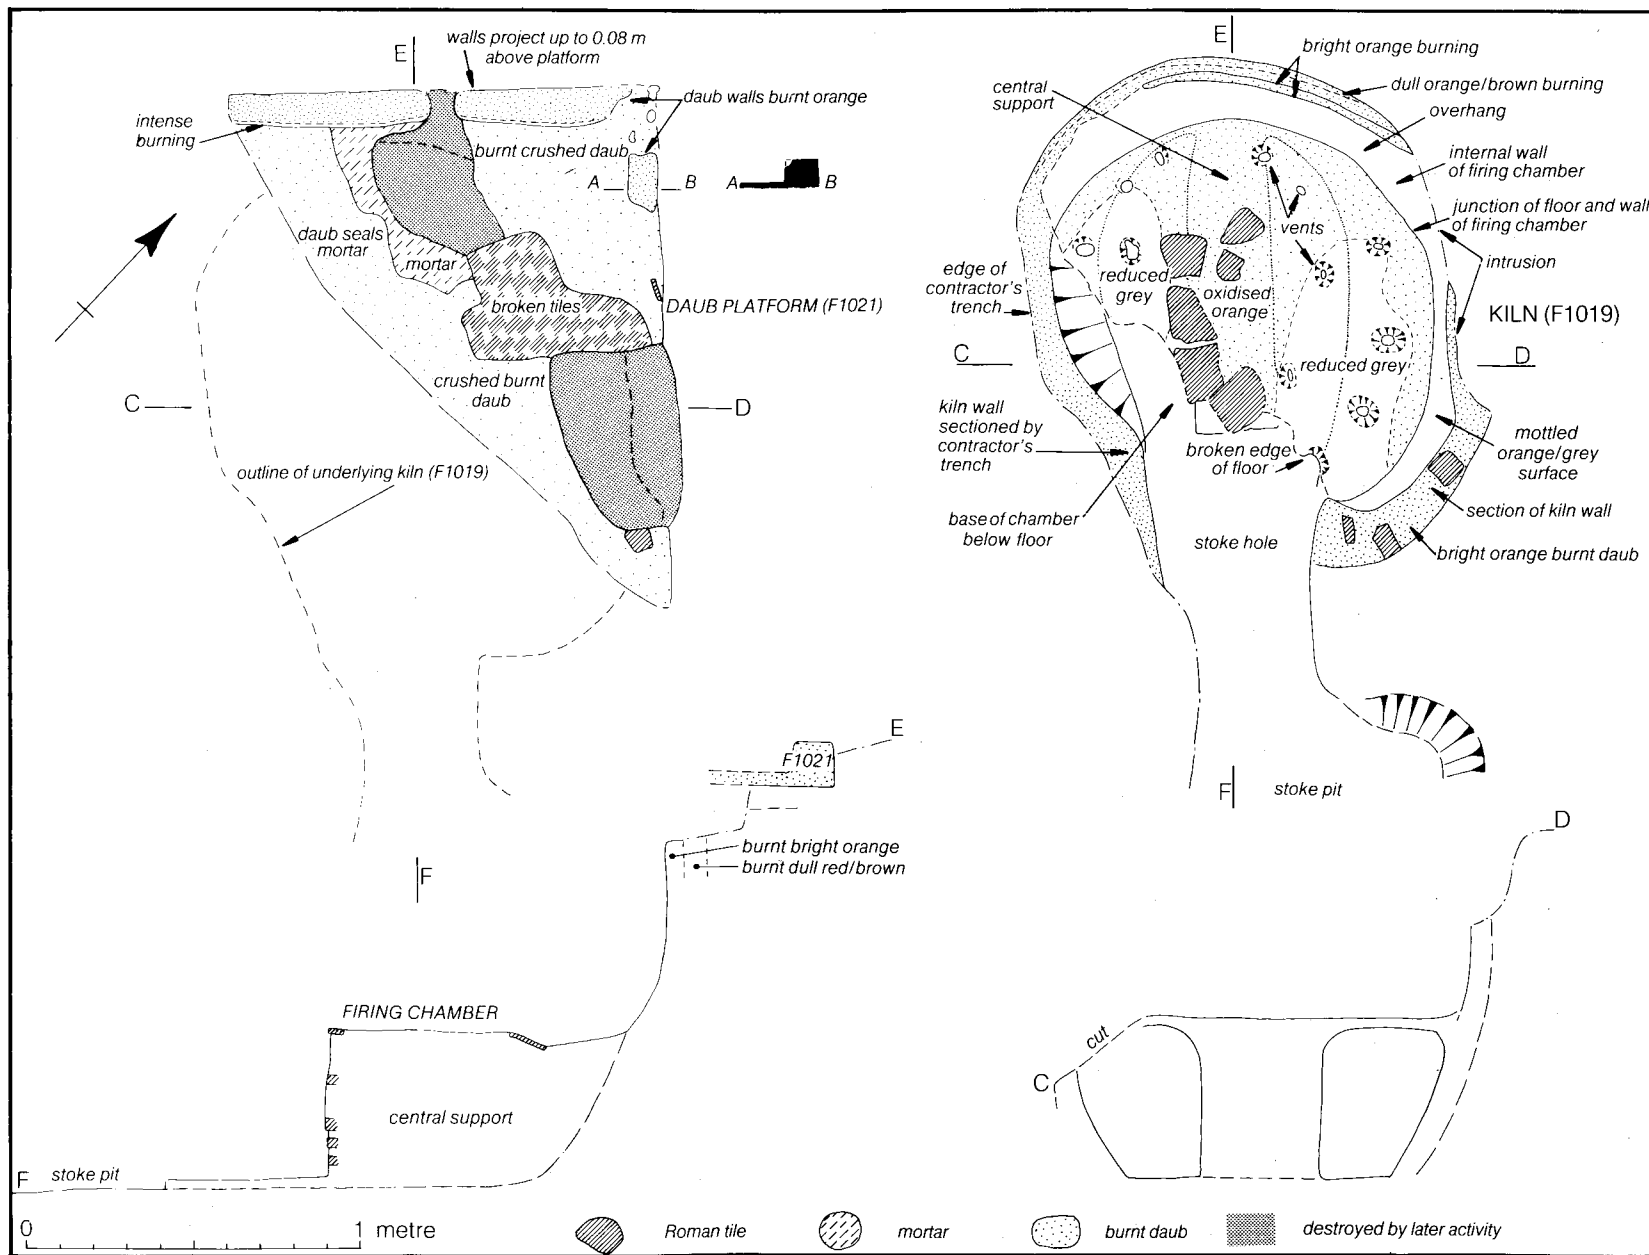 E
walls project up to 0.08 m
above platform
daub walls burnt orange
intense
burning
burnt crushed daub
A
B
A
B
daub seals
mortar
mortar
broken tiles
DAUB PLATFORM (F1021)
crushed burnt
daub
C
D
outline of underlying kiln (F1019)
F
E
bright orange burning
dull orange/brown burning
central
support
overhang
internal wall
of firing chamber
junction of floor and wall
of firing chamber
vents
intrusion
edge of
contractor's
trench
reduced
grey
oxidised
orange
KILN (F1019)
C
D
reduced grey
kiln wall
sectioned by
contractor's
trench
broken edge
of floor
mottled
orange/grey
surface
section of kiln wall
base of chamber
below floor
stoke hole
bright orange burnt daub
F
stoke pit
E
F1021
burnt bright orange
burnt dull red/brown
FIRING CHAMBER
central support
F
stoke pit
D
cut
C
0
1 metre
Roman tile
mortar
burnt daub
destroyed by later activity